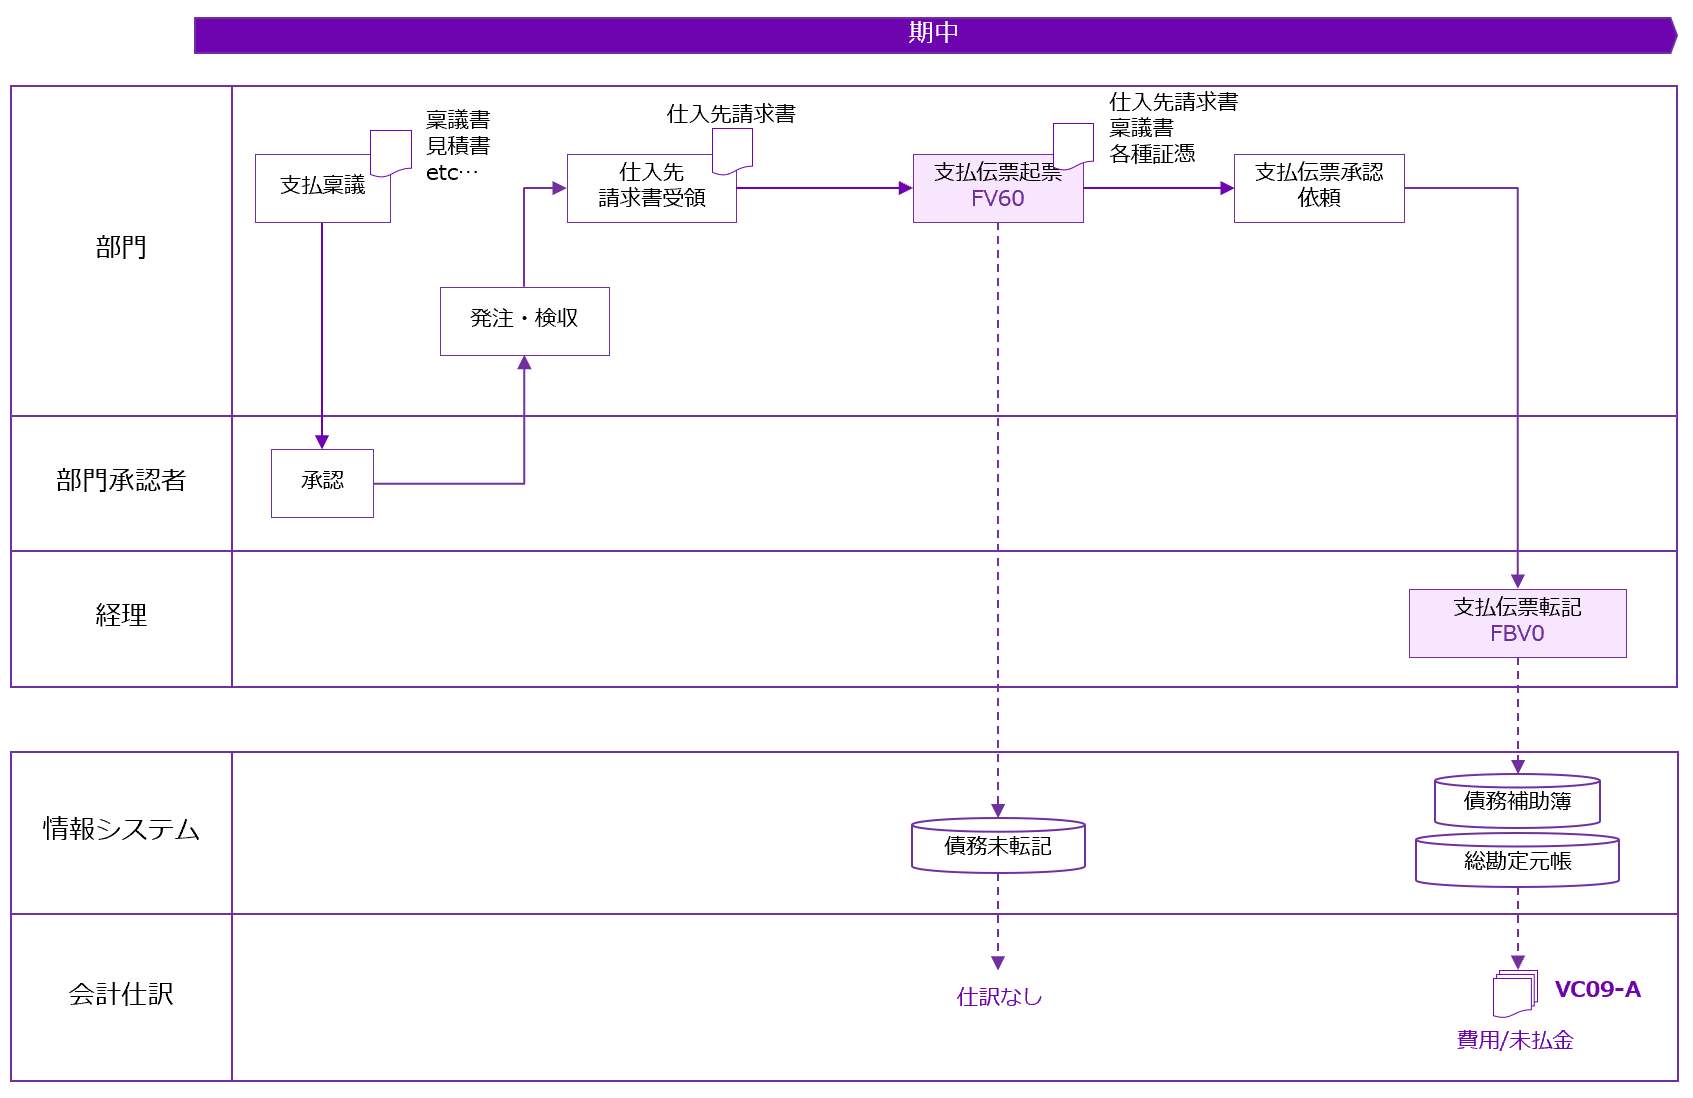 期中
部門
支払稟議
稟議書
見積書
etc…
仕入先請求書
仕入先
請求書受領
仕入先請求書
稟議書
各種証憑
支払伝票起票
FV60
支払伝票承認
依頼
発注・検収
部門承認者
承認
経理
支払伝票転記
FBV0
情報システム
債務未転記
債務補助簿
総勘定元帳
会計仕訳
仕訳なし
VC09-A
費用/未払金